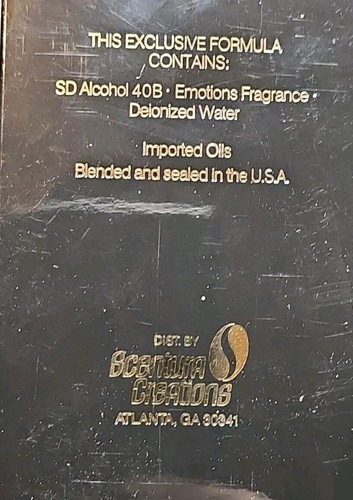 THIS EXCLUSIVE FORMULA
CONTAINS:
SD Alcohol 40B • Emotions Fragrance •
Deionized Water
Imported Oils
Blended and sealed in the U.S.A.
DIST. BY
Scentura
Creations
ATLANTA, GA 30341